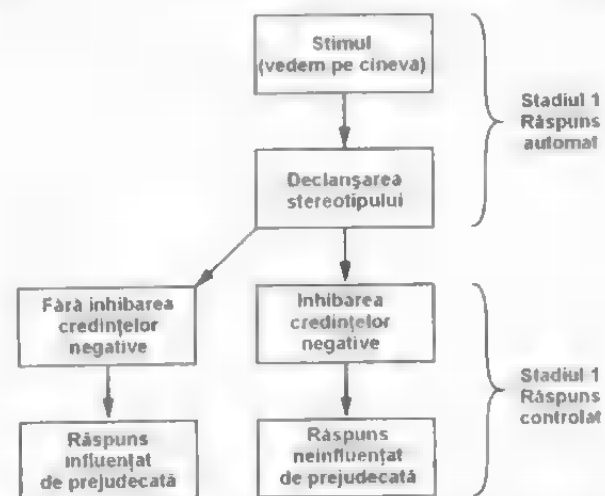 Stimul
(vedem pe cineva)
Stadiul 1
Răspuns
automat
Declanşarea
stereotipului
Fără inhibarea
credinţelor
negative
Inhibarea
credinţelor
negative
Stadiul 1
Răspuns
controlat
Răspuns
influenţat
de prejudecată
Răspuns
neinfluenţat
de prejudecată